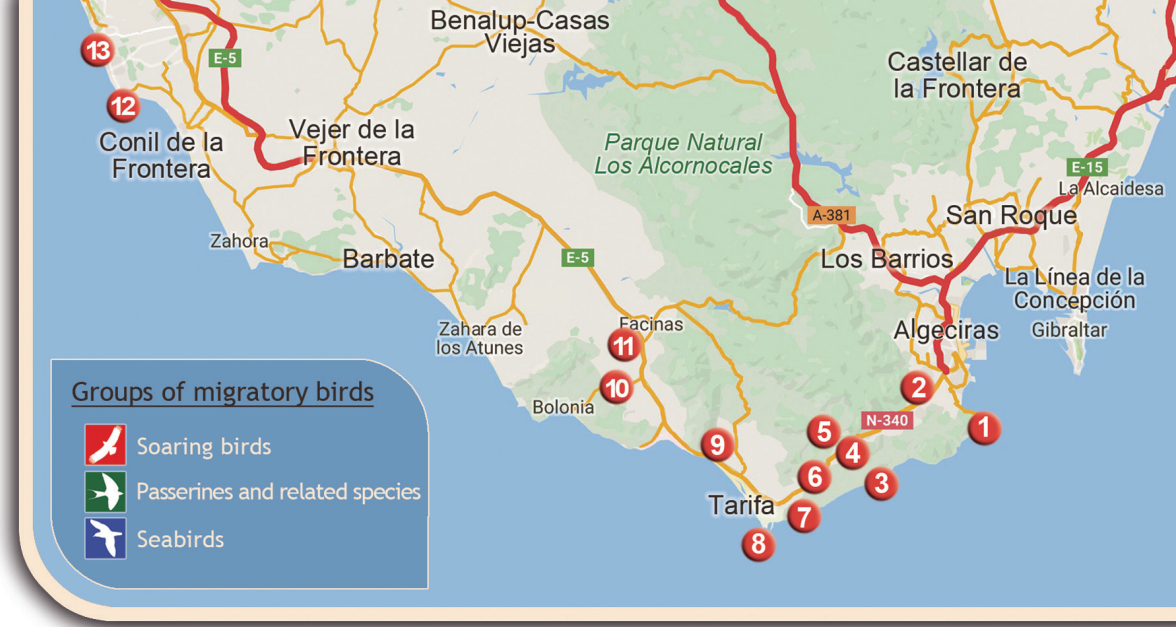 Benalup-Casas
Viejas
13
E-5
Castellar de
la Frontera
12
Conil de la
Frontera
Vejer de la
Frontera
Parque Natural
Los Alcornocales
E-15
La Alcaidesa
A-381
San Roque
Zahora
Barbate
E-5
Los Barrios
La Línea de la
Concepción
Zahara de
los Atunes
Facinas
11
Algeciras
Gibraltar
10
2
Bolonia
N-340
1
5
9
4
6
3
Tarifa
7
8
Groups of migratory birds
Soaring birds
Passerines and related species
Seabirds